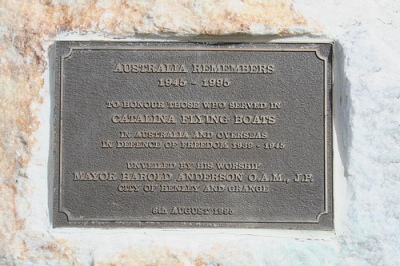 AUSTRALIA REMEMBERS
1945 - 1995
TO HONOUR THOSE WHO SERVED IN
CATALINA FLYING BOATS
IN AUSTRALIA AND OVERSEAS
IN DEFENCE OF FREEDOM 1939 - 1945
UNVEILED BY HIS WORSHIP
MAYOR HAROLD ANDERSON O.A.M., J.P.
CITY OF HENLEY AND GRANGE
6th AUGUST 1995